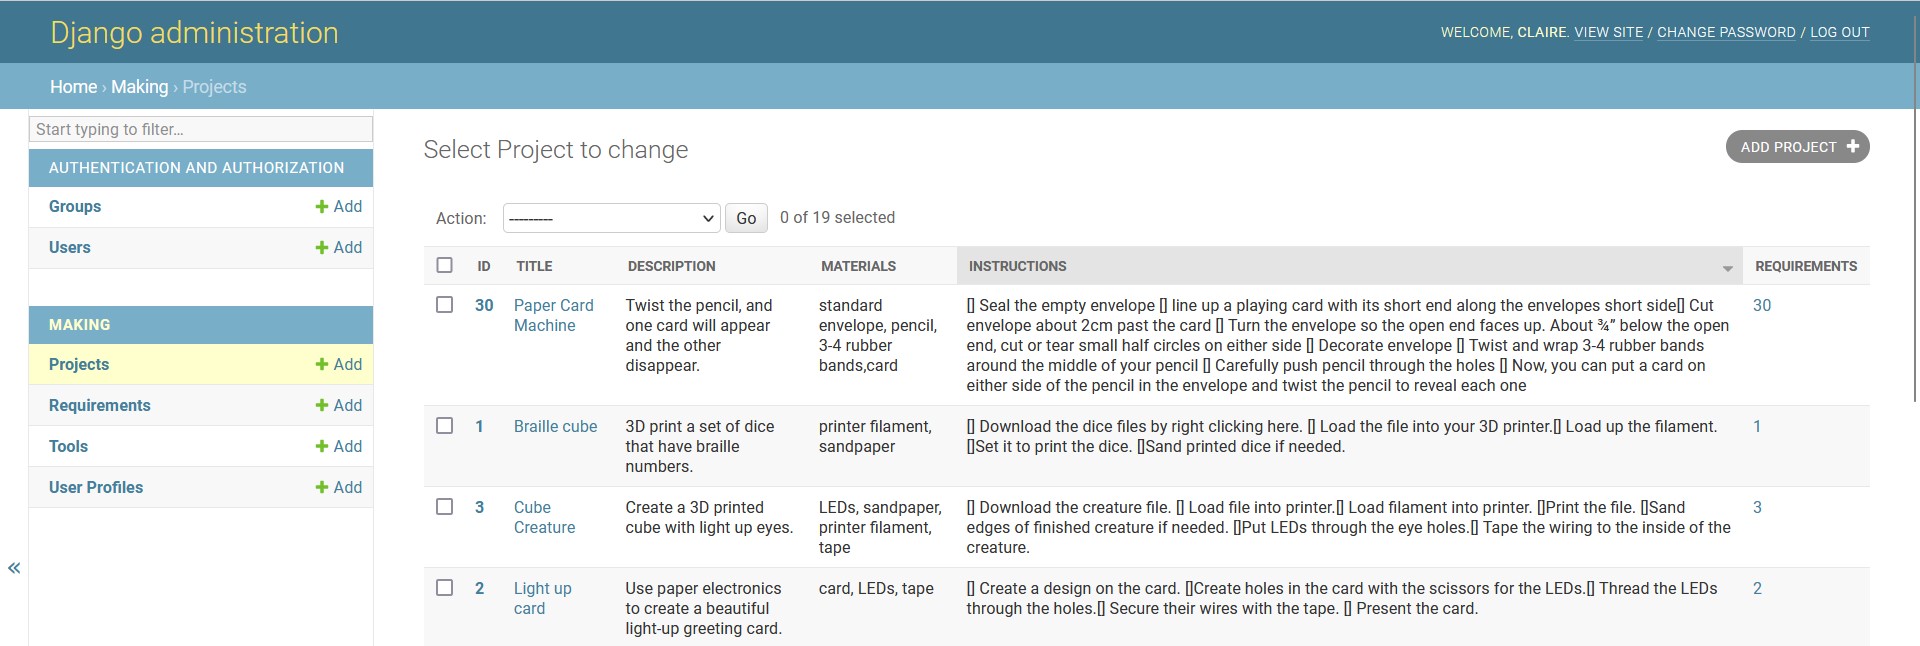 Django administration
WELCOME, CLAIRE. VIEW SITE / CHANGE PASSWORD / LOG OUT
Home › Making › Projects
Start typing to filter...
AUTHENTICATION AND AUTHORIZATION
Groups + Add
Users + Add
MAKING
Projects + Add
Requirements + Add
Tools + Add
User Profiles + Add
«
Select Project to change
ADD PROJECT +
Action: --------- Go 0 of 19 selected
ID TITLE DESCRIPTION MATERIALS INSTRUCTIONS REQUIREMENTS
30
Paper Card
Machine
Twist the pencil, and
one card will appear
and the other
disappear.
standard
envelope, pencil,
3-4 rubber
bands,card
[] Seal the empty envelope [] line up a playing card with its short end along the envelopes short side[] Cut
envelope about 2cm past the card [] Turn the envelope so the open end faces up. About ¾” below the open
end, cut or tear small half circles on either side [] Decorate envelope [] Twist and wrap 3-4 rubber bands
around the middle of your pencil [] Carefully push pencil through the holes [] Now, you can put a card on
either side of the pencil in the envelope and twist the pencil to reveal each one
30
1
Braille cube
3D print a set of dice
that have braille
numbers.
printer filament,
sandpaper
[] Download the dice files by right clicking here. [] Load the file into your 3D printer.[] Load up the filament.
[]Set it to print the dice. []Sand printed dice if needed.
1
3
Cube
Creature
Create a 3D printed
cube with light up eyes.
LEDs, sandpaper,
printer filament,
tape
[] Download the creature file. [] Load file into printer.[] Load filament into printer. []Print the file. []Sand
edges of finished creature if needed. []Put LEDs through the eye holes.[] Tape the wiring to the inside of the
creature.
3
2
Light up
card
Use paper electronics
to create a beautiful
light-up greeting card.
card, LEDs, tape
[] Create a design on the card. []Create holes in the card with the scissors for the LEDs.[] Thread the LEDs
through the holes.[] Secure their wires with the tape. [] Present the card.
2